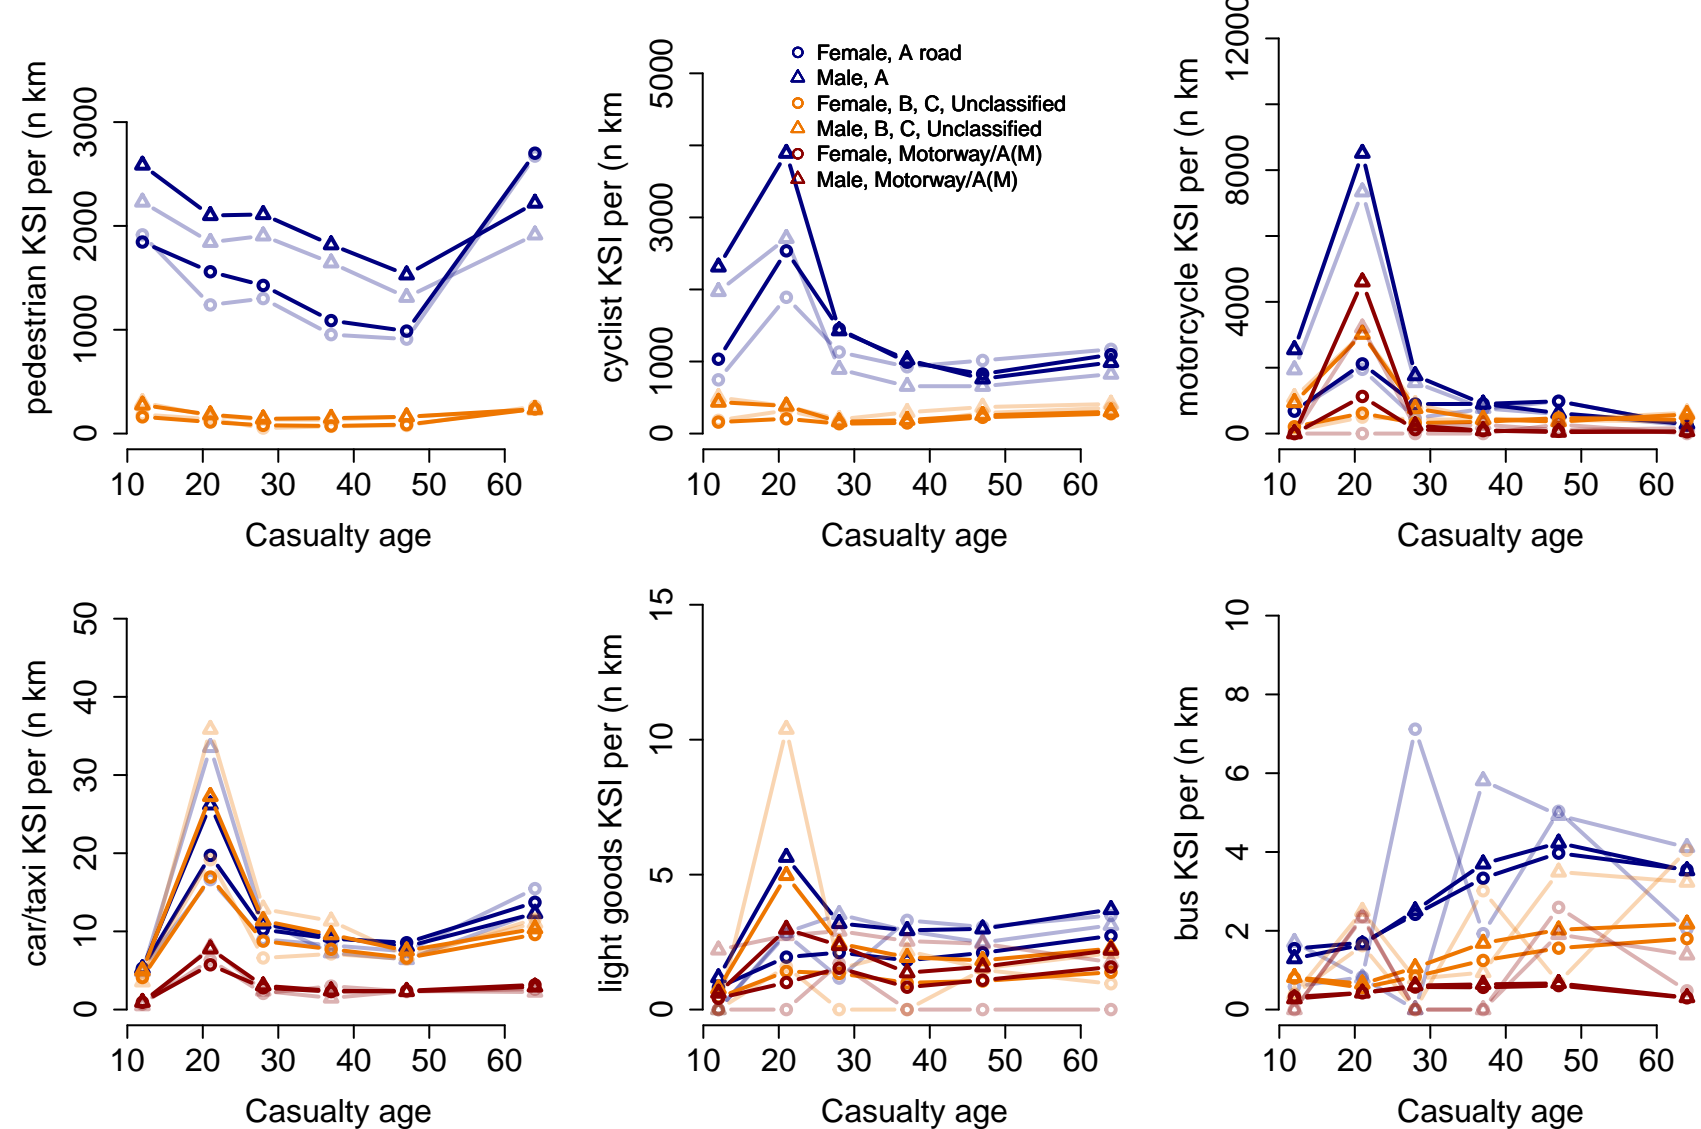 pedestrian KSI per (n km
0 10000 20000 30000
10 20 30 40 50 60
Casualty age
cyclist KSI per (n km
0 1000 3000 5000
10 20 30 40 50 60
Casualty age
Female, A road
Male, A
Female, B, C, Unclassified
Male, B, C, Unclassified
Female, Motorway/A(M)
Male, Motorway/A(M)
motorcycle KSI per (n km
0 4000 8000 12000
10 20 30 40 50 60
Casualty age
car/taxi KSI per (n km
0 10 20 30 40 50
10 20 30 40 50 60
Casualty age
light goods KSI per (n km
0 5 10 15
10 20 30 40 50 60
Casualty age
bus KSI per (n km
0 2 4 6 8 10
10 20 30 40 50 60
Casualty age